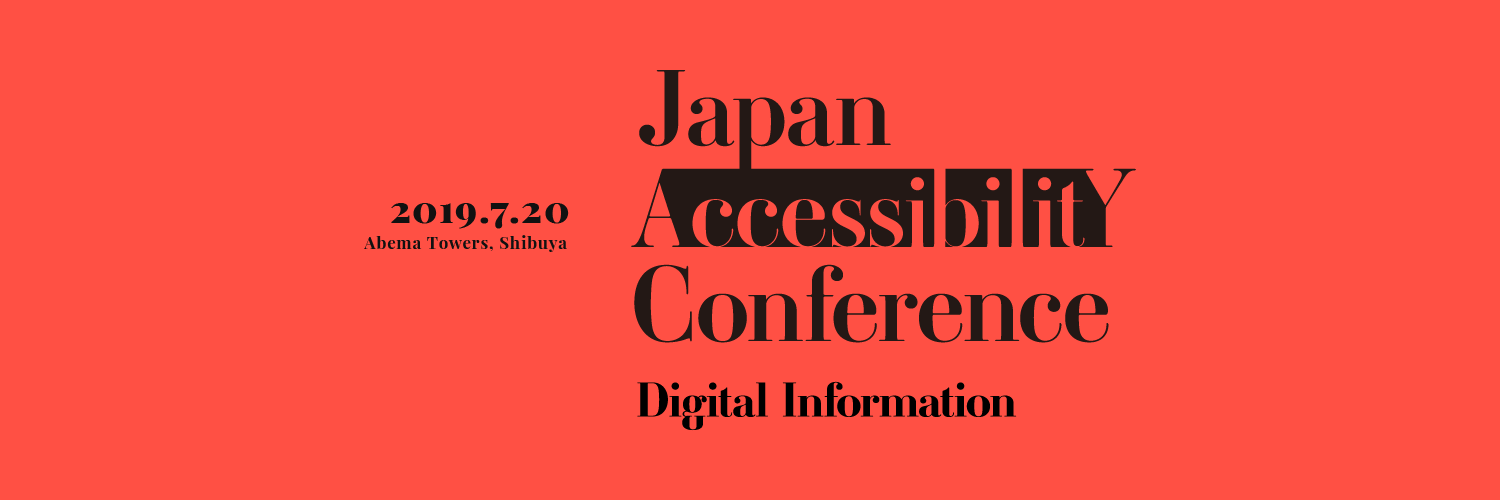 2019.7.20
Abema Towers, Shibuya
Japan
AccessibilitY
Conference
Digital Information